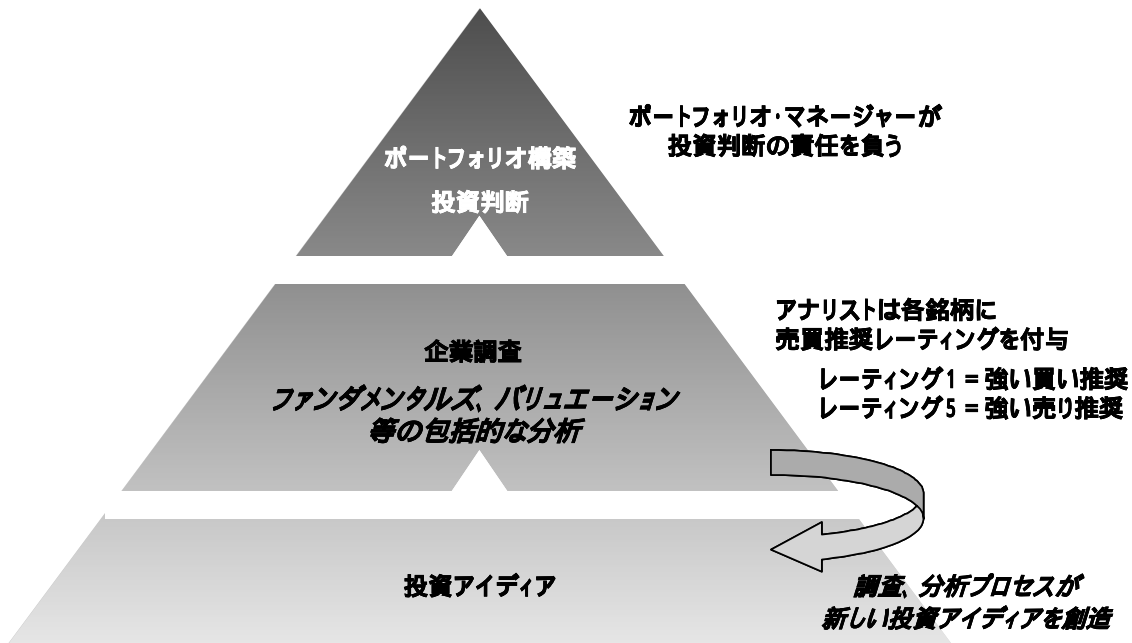 ポートフォリオ・マネージャーが
投資判断の責任を負う
ポートフォリオ構築
投資判断
アナリストは各銘柄に
売買推奨レーティングを付与
レーティング1 = 強い買い推奨
レーティング5 = 強い売り推奨
企業調査
ファンダメンタルズ、バリュエーション
等の包括的な分析
投資アイディア
調査、分析プロセスが
新しい投資アイディアを創造